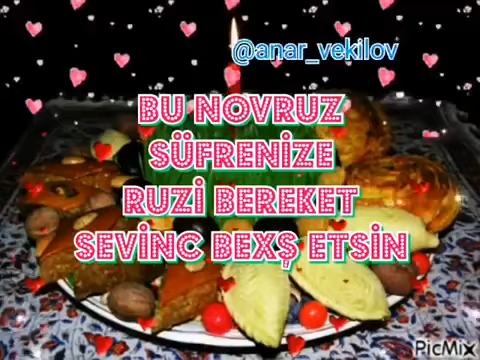 @anar_vekilov
BU NOVRUZ
SÜFRENİZE
RUZİ BEREKET
SEVİNC BEXŞ ETSİN
PicMix